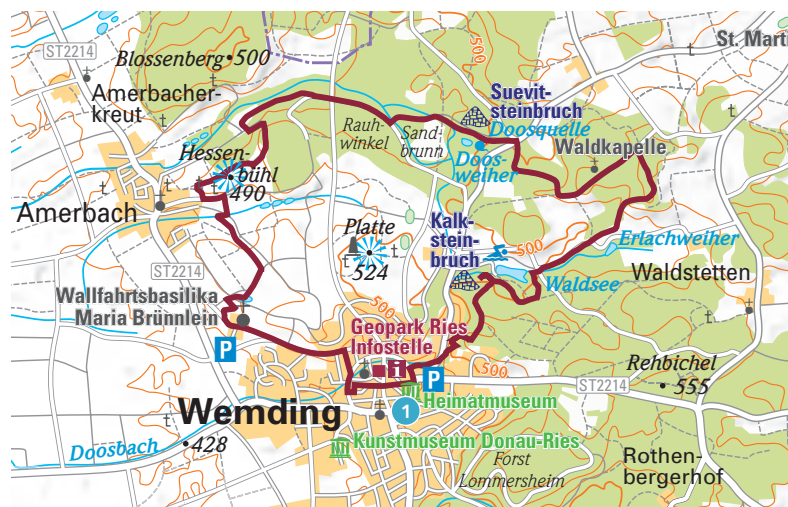 ST2214
Blossenberg • 500
Amerbacher-
kreut
500
St. Marti
Suevit-
steinbruch
Doosquelle
Rauh-
winkel
Sand-
brunn
Doos-
weiher
Waldkapelle
Hessen-
bühl
490
Amerbach
Platte
524
Kalk-
stein-
bruch
500
Erlachweiher
Waldsee
Waldstetten
ST2214
Wallfahrtsbasilika
Maria Brünnlein
P
Geopark Ries
Infostelle
i
P
500
Rehbichel
• 555
ST2214
Heimatmuseum
Wemding
1
Doosbach
• 428
Kunstmuseum Donau-Ries
Forst
Lommersheim
Rothen-
bergerhof